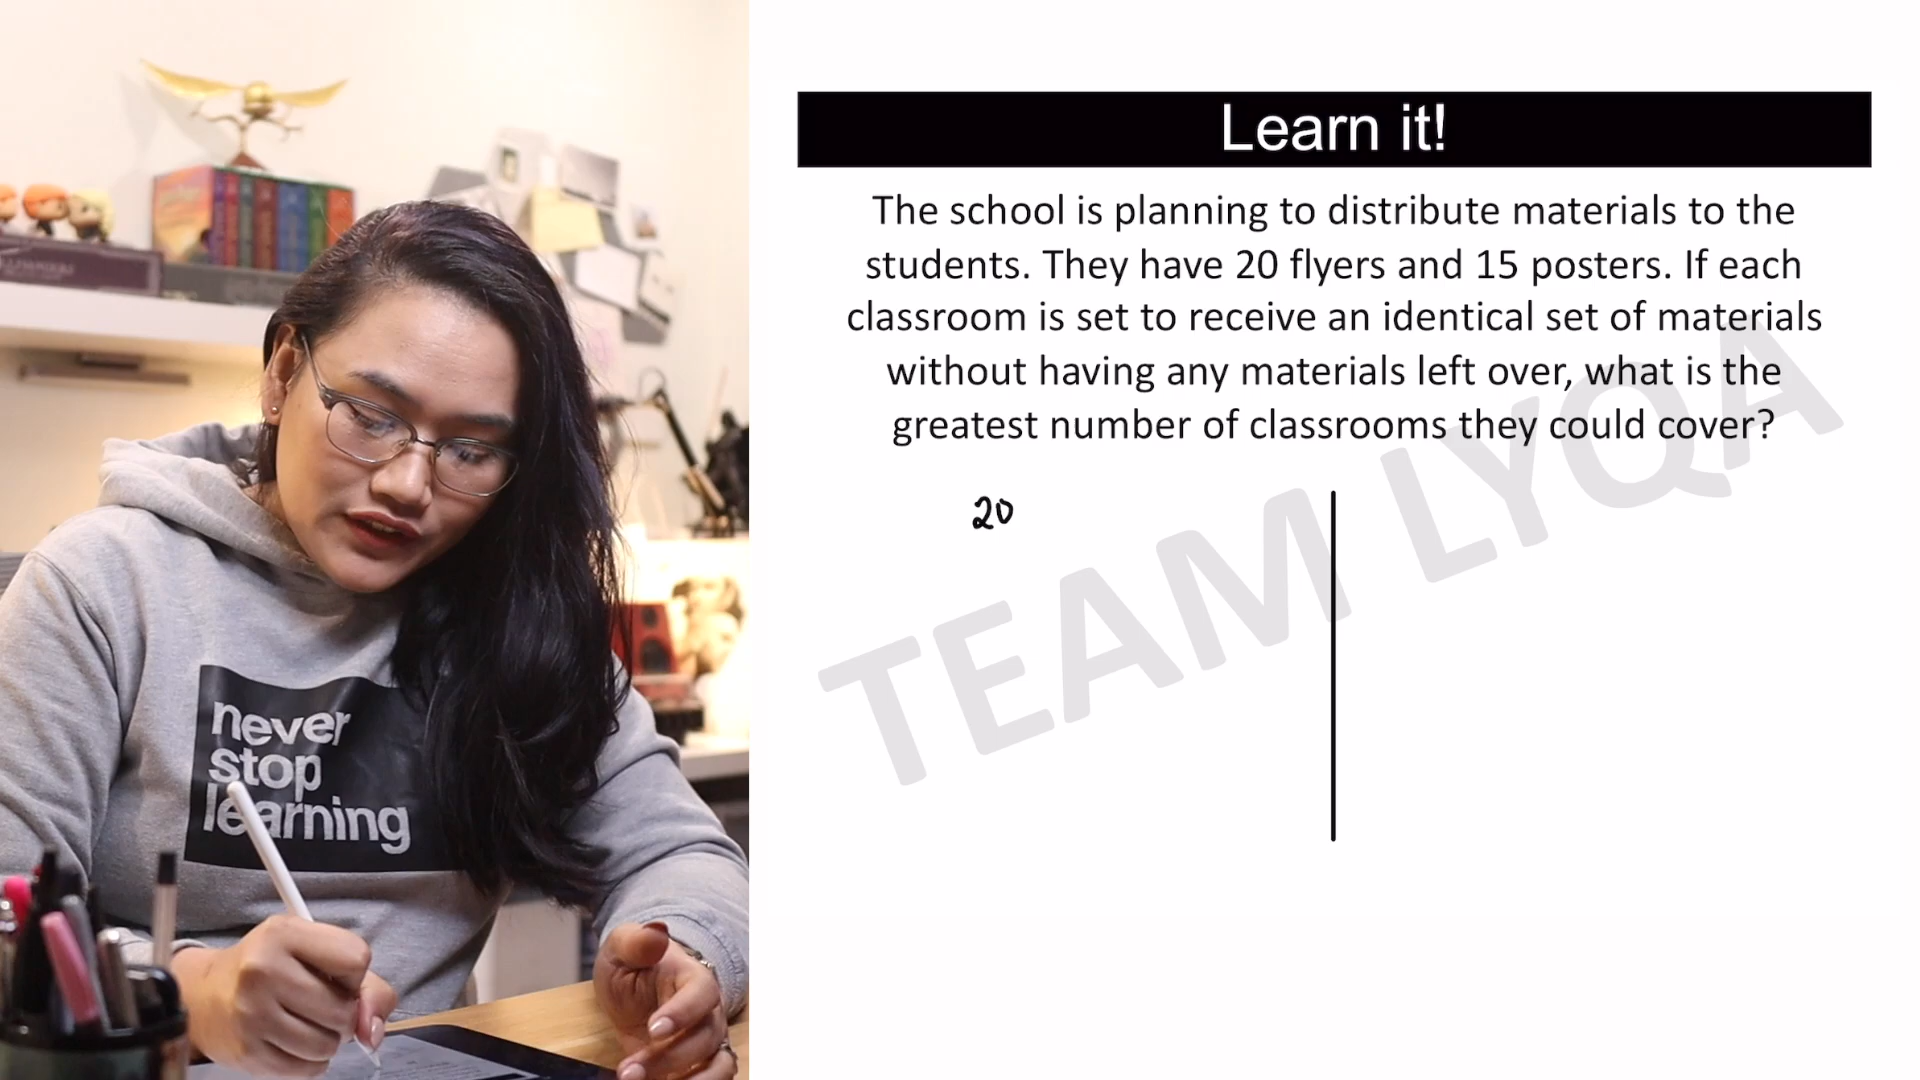 never
stop
learning
Learn it!
The school is planning to distribute materials to the
students. They have 20 flyers and 15 posters. If each
classroom is set to receive an identical set of materials
without having any materials left over, what is the
greatest number of classrooms they could cover?
20
TEAM LYQA